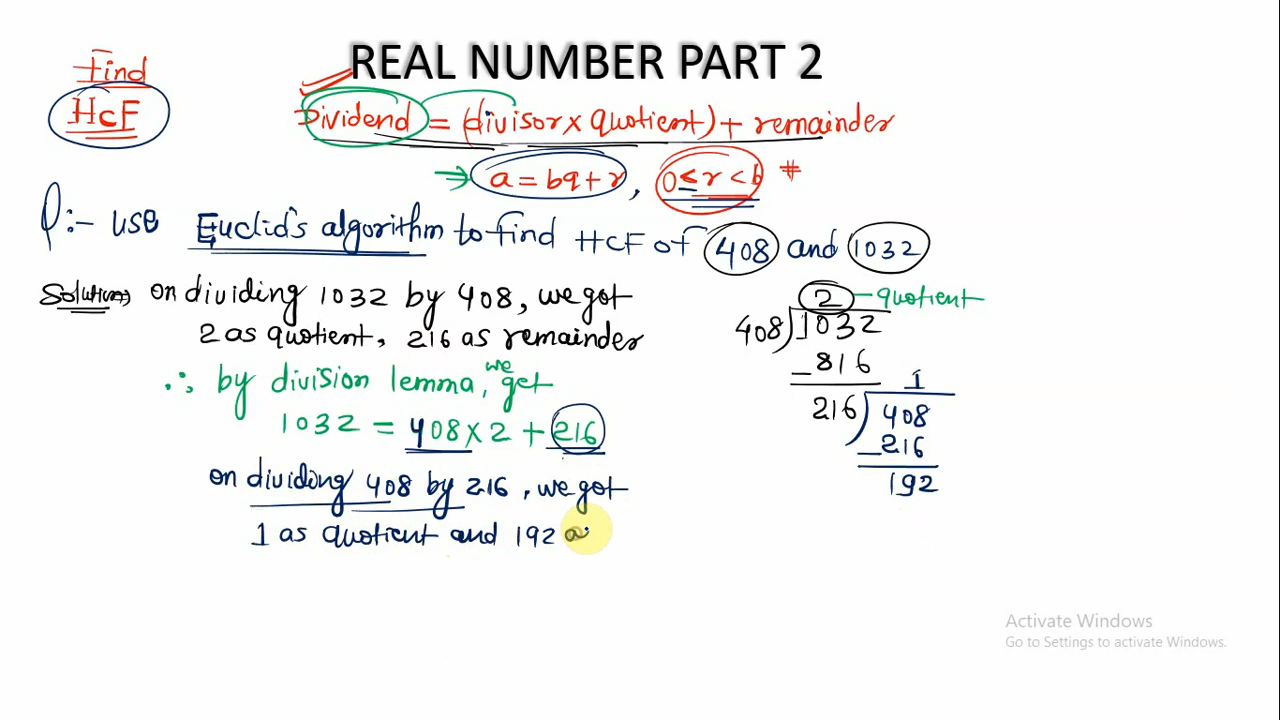 REAL NUMBER PART 2
Find
HCF
Dividend = (divisor x quotient) + remainder
→ a = bq + r, 0 ≤ r < b #
Q:- use Euclid's algorithm to find HCF of 408 and 1032
Solution) on dividing 1032 by 408, we got
2 as quotient, 216 as remainder
∴ by division lemma, we get
1032 = 408 x 2 + 216
on dividing 408 by 216, we got
1 as quotient and 192 a
2 - quotient
408) 1032
- 816
1
216 ) 408
- 216
192
Activate Windows
Go to Settings to activate Windows.